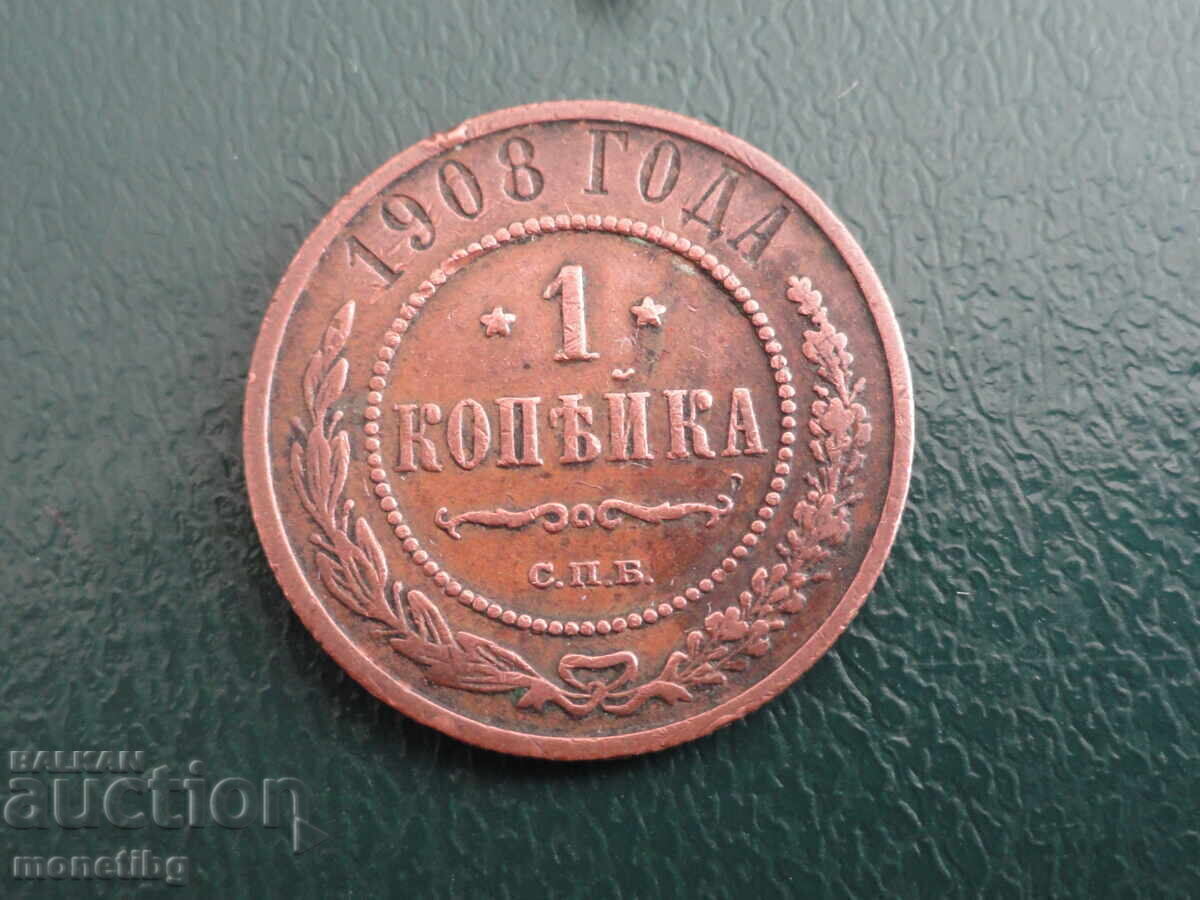 1908 ГОДА
1
КОПѢЙКА
С.П.Б.
BALKAN
auction
monetibg